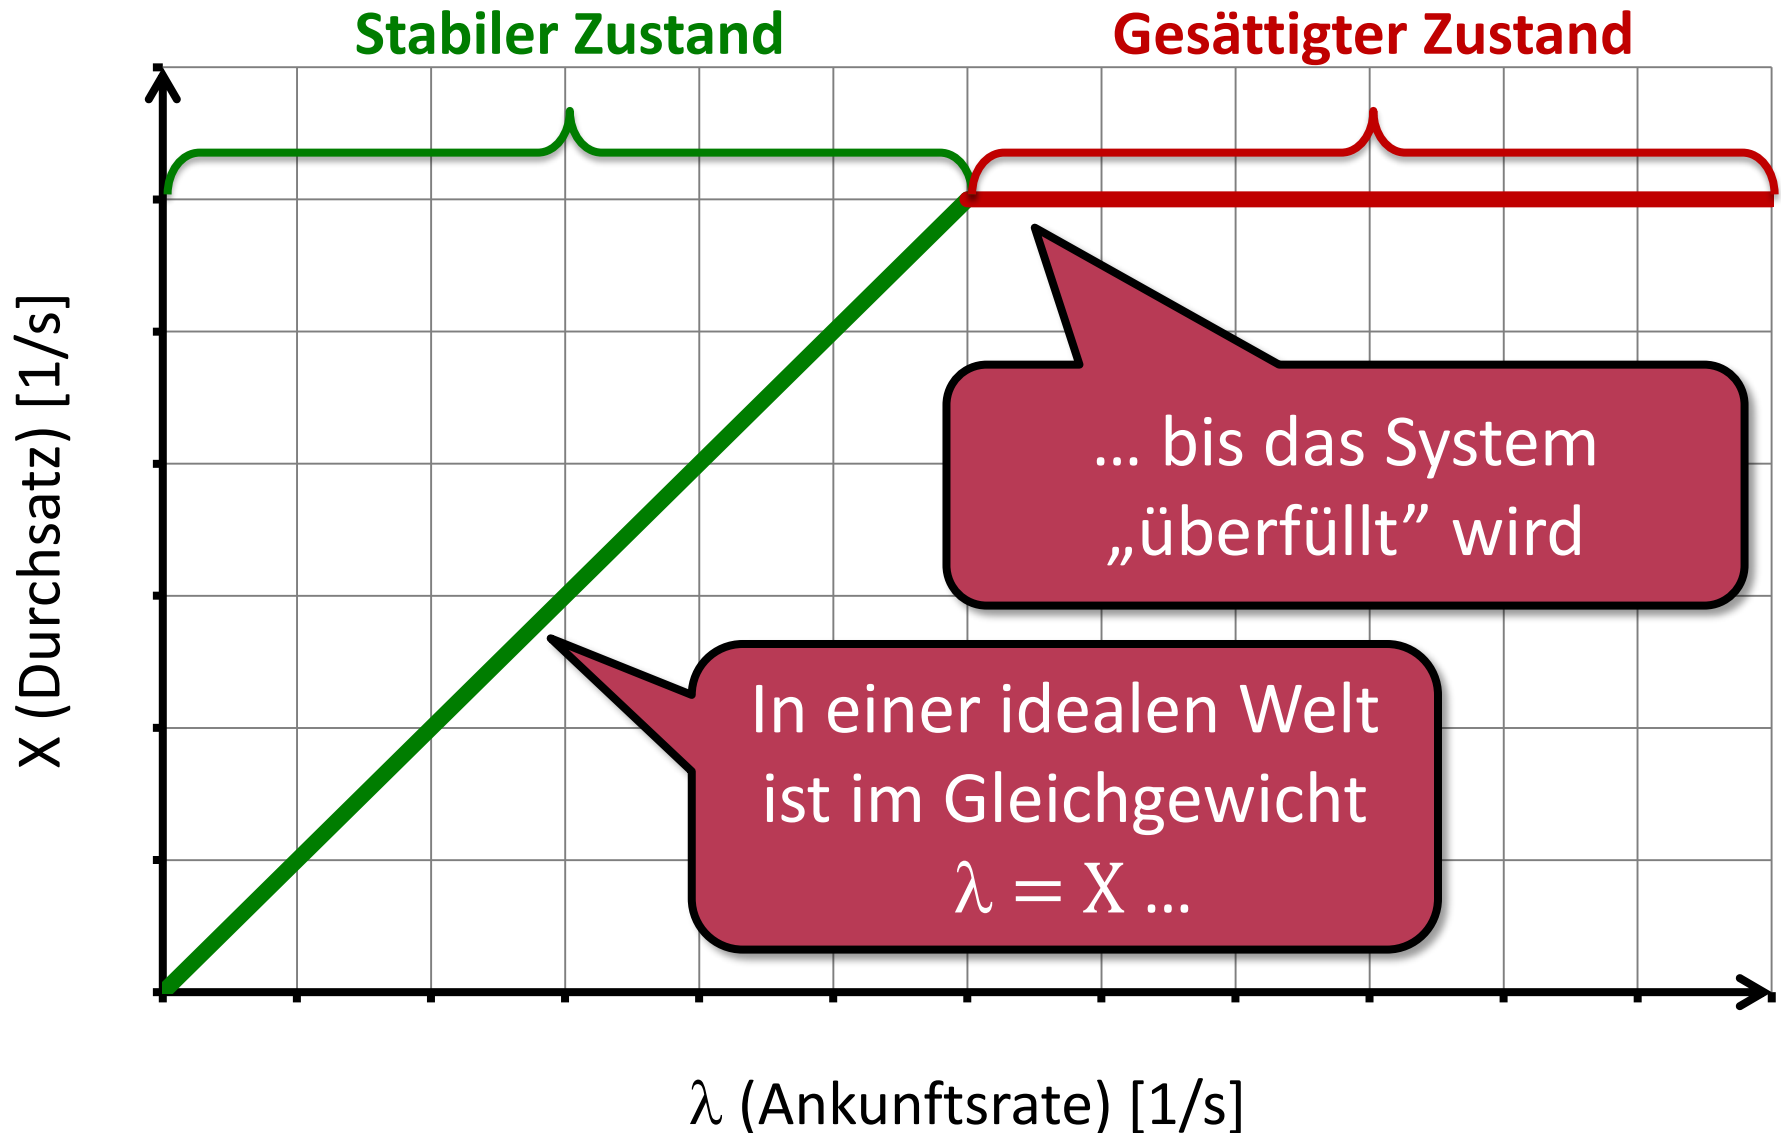 Stabiler Zustand
Gesättigter Zustand
X (Durchsatz) [1/s]
... bis das System
„überfüllt” wird
In einer idealen Welt
ist im Gleichgewicht
λ = X ...
λ (Ankunftsrate) [1/s]